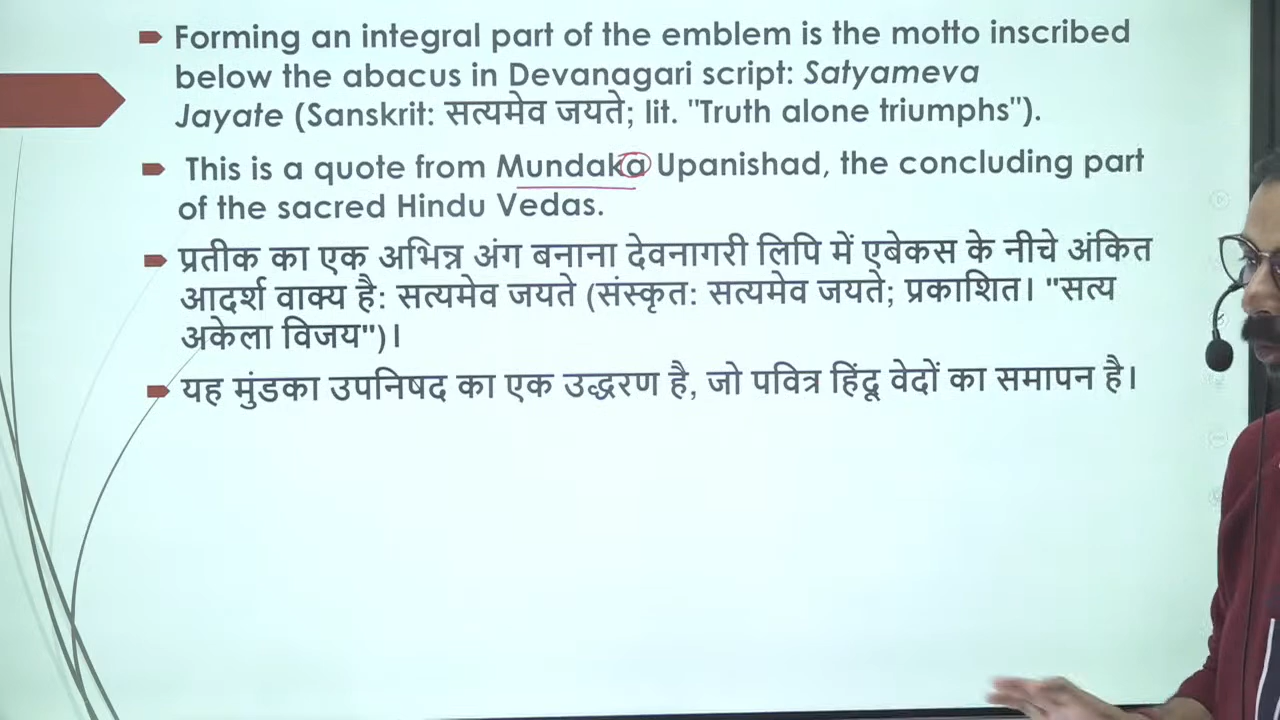 Forming an integral part of the emblem is the motto inscribed
below the abacus in Devanagari script: Satyameva
Jayate (Sanskrit: सत्यमेव जयते; lit. "Truth alone triumphs").
This is a quote from Mundaka Upanishad, the concluding part
of the sacred Hindu Vedas.
प्रतीक का एक अभिन्न अंग बनाना देवनागरी लिपि में एबेकस के नीचे अंकित
आदर्श वाक्य है: सत्यमेव जयते (संस्कृत: सत्यमेव जयते; प्रकाशित। "सत्य
अकेला विजय")।
यह मुंडका उपनिषद का एक उद्धरण है, जो पवित्र हिंदू वेदों का समापन है।